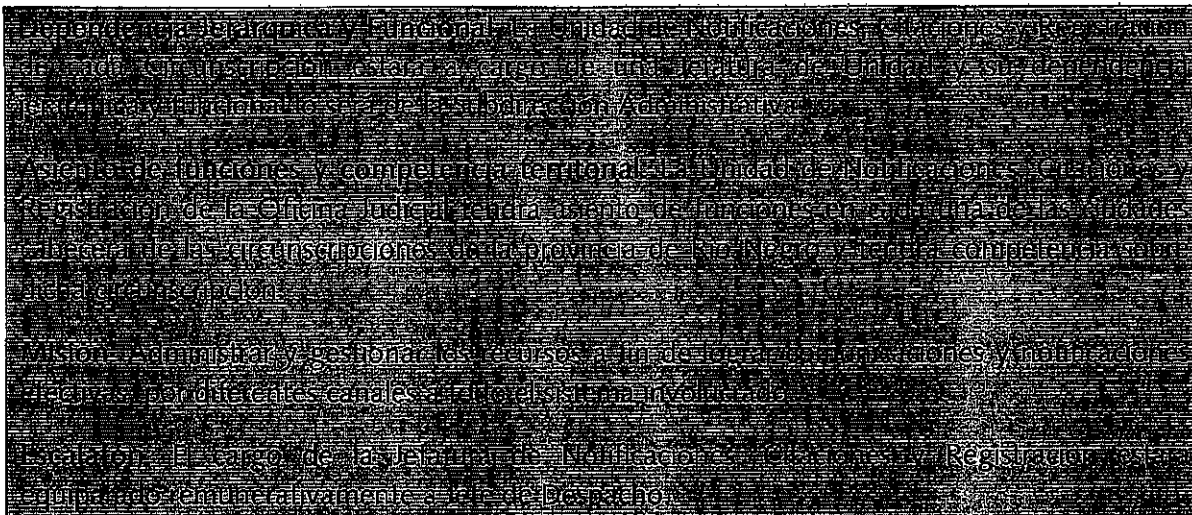 Dependencia Jerárquica y Funcional: La Unidad de Notificaciones, Citaciones y Registración
de cada Circunscripción estará a cargo de una Jefatura de Unidad y su dependencia
jerárquica y funcional lo será de la Subdirección Administrativa
Asiento de funciones y competencia territorial: La Unidad de Notificaciones, Citaciones y
Registración de la Oficina Judicial tendrá asiento de funciones en cada una de las ciudades
cabecera de las circunscripciones de la provincia de Río Negro y tendrá competencia sobre
dicha circunscripción.
Misión: Administrar y gestionar los recursos a fin de lograr comunicaciones y notificaciones
efectivas por diferentes canales a todo el sistema involucrado
Escalafón: El cargo de la Jefatura de Notificaciones, Citaciones y Registración estará
equiparado remunerativamente a Jefe de Despacho.